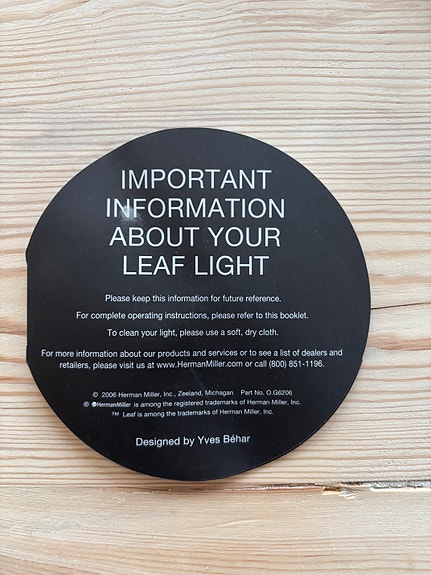 IMPORTANT
INFORMATION
ABOUT YOUR
LEAF LIGHT
Please keep this information for future reference.
For complete operating instructions, please refer to this booklet.
To clean your light, please use a soft, dry cloth.
For more information about our products and services or to see a list of dealers and
retailers, please visit us at www.HermanMiller.com or call (800) 851-1196.
© 2006 Herman Miller, Inc., Zeeland, Michagan Part No. O.G6206
℗ HermanMiller is among the registered trademarks of Herman Miller, Inc.
™ Leaf is among the trademarks of Herman Miller, Inc.
Designed by Yves Béhar